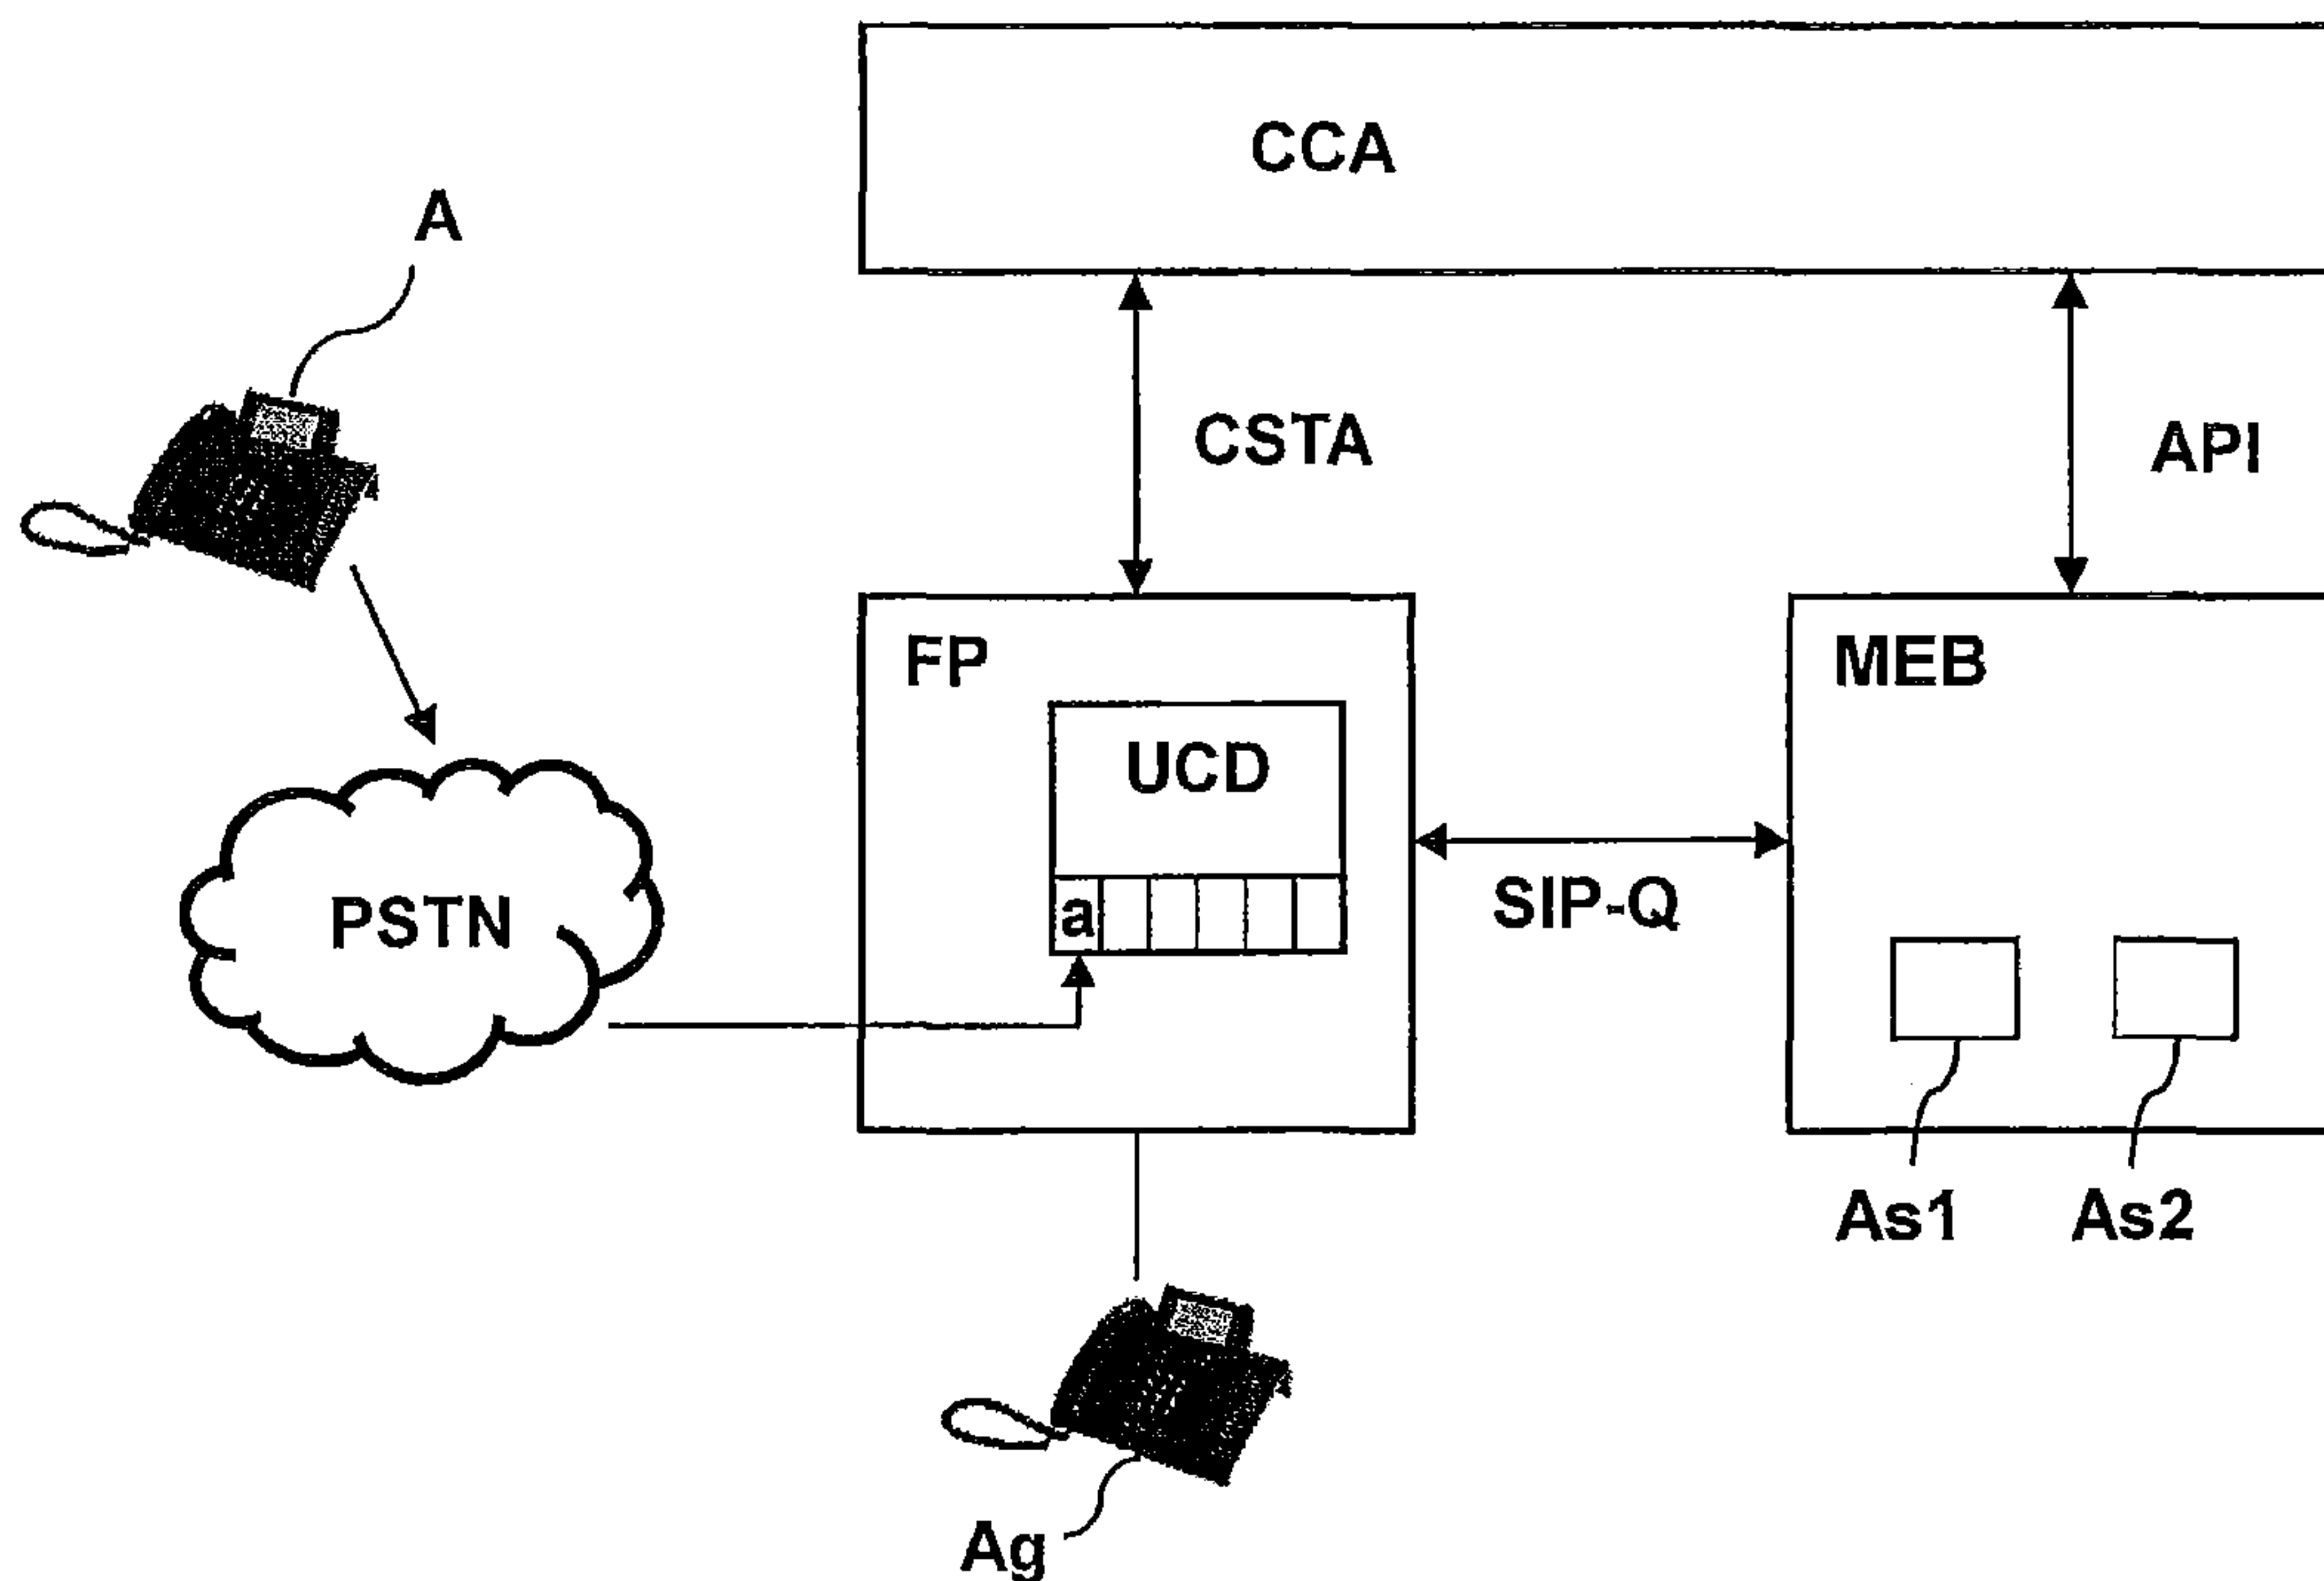 CCA
A
CSTA
API
FP
MEB
UCD
a
PSTN
SIP-Q
As1
As2
Ag